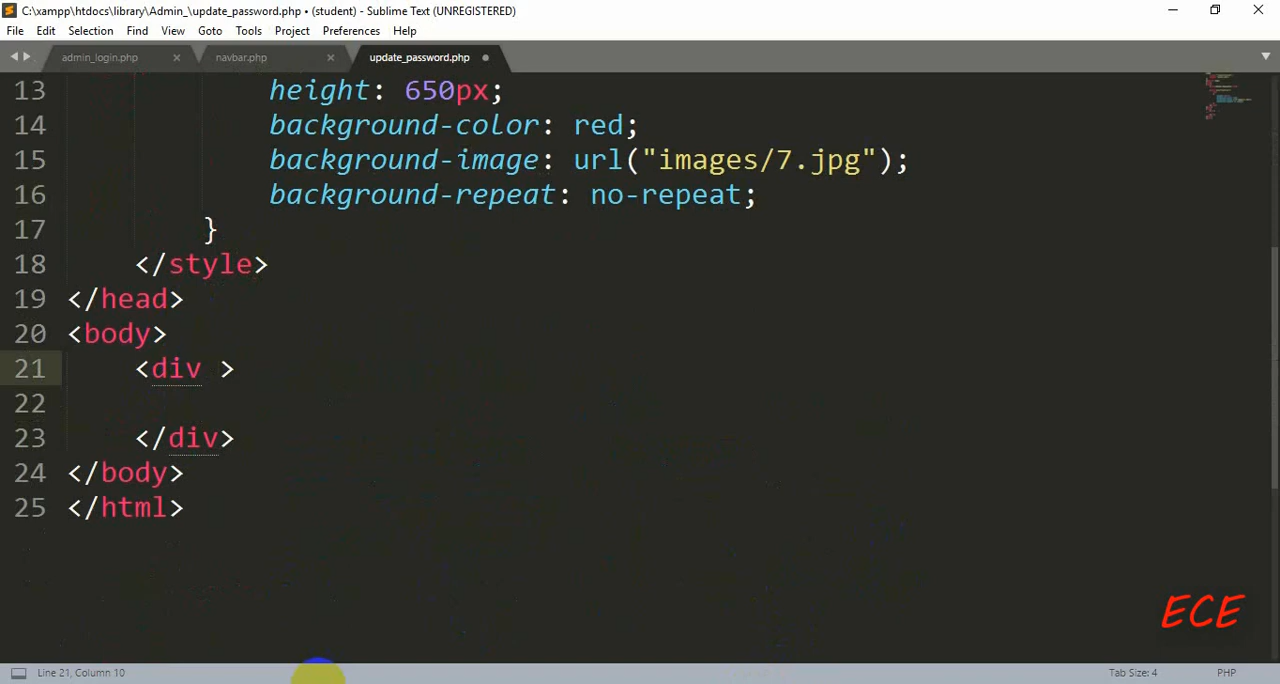 C:\xampp\htdocs\library\Admin_\update_password.php • (student) - Sublime Text (UNREGISTERED)
File Edit Selection Find View Goto Tools Project Preferences Help
admin_login.php × navbar.php × update_password.php
13 height: 650px;
14 background-color: red;
15 background-image: url("images/7.jpg");
16 background-repeat: no-repeat;
17 }
18 </style>
19 </head>
20 <body>
21 <div >
22
23 </div>
24 </body>
25 </html>
ECE
Line 21, Column 10 Tab Size: 4 PHP